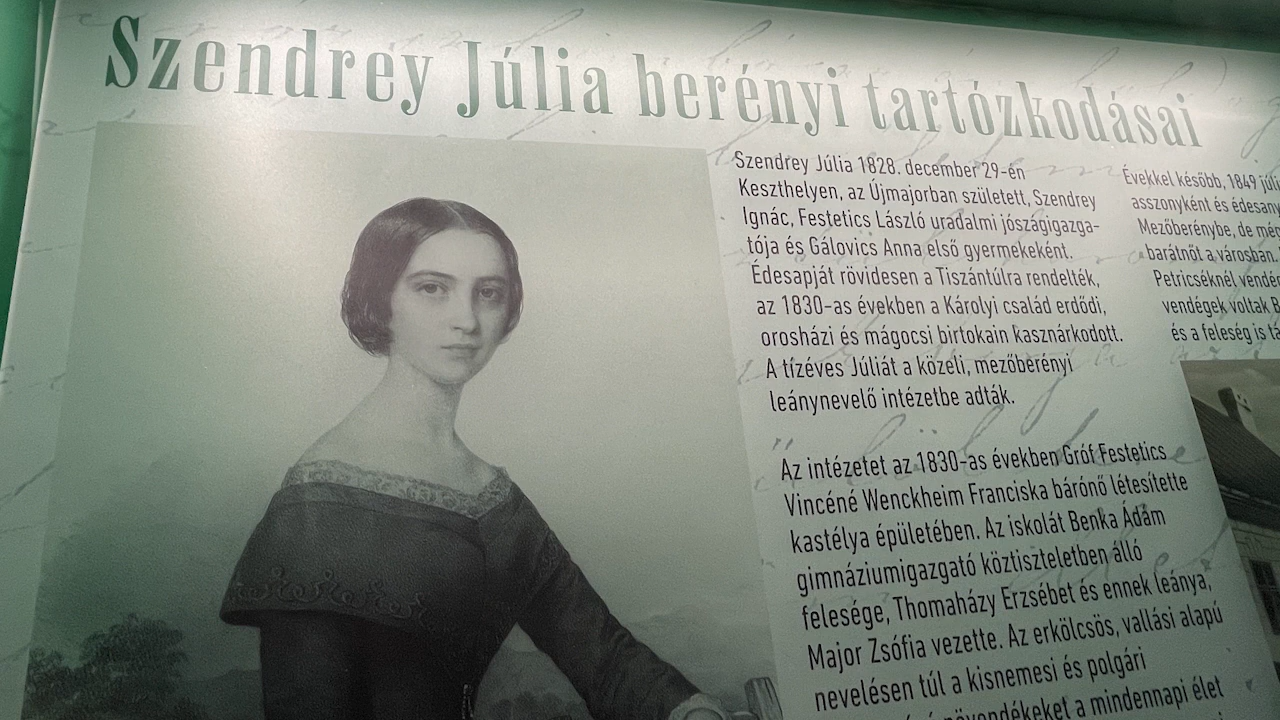 Szendrey Júlia berényi tartózkodásai
Szendrey Júlia 1828. december 29-én
Keszthelyen, az Újmajorban született, Szendrey
Ignác, Festetics László uradalmi jószágigazga-
tója és Gálovics Anna első gyermekeként.
Édesapját rövidesen a Tiszántúlra rendelték,
az 1830-as években a Károlyi család erdődi,
orosházi és mágocsi birtokain kasznárkodott.
A tízéves Júliát a közeli, mezőberényi
leánynevelő intézetbe adták.
Az intézetet az 1830-as években Gróf Festetics
Vincéné Wenckheim Franciska bárónő létesítette
kastélya épületében. Az iskolát Benka Ádám
gimnáziumigazgató köztiszteletben álló
felesége, Thomaházy Erzsébet és ennek leánya,
Major Zsófia vezette. Az erkölcsös, vallási alapú
nevelésen túl a kisnemesi és polgári
növendékeket a mindennapi élet
Évekkel később, 1849
asszonyként és
Mezőberénybe, de
barátnőt a városban.
Petricséknél
vendégek voltak
és a feleség is